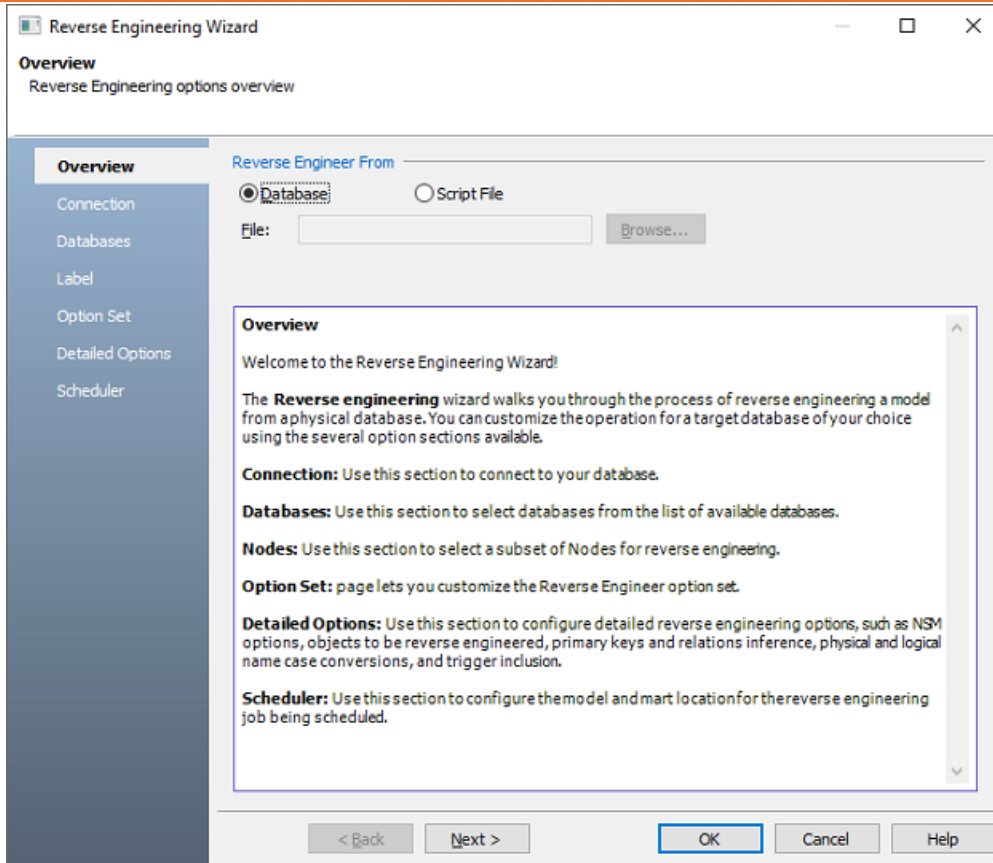 Reverse Engineering Wizard
Overview
Reverse Engineering options overview
Overview
Connection
Databases
Label
Option Set
Detailed Options
Scheduler
Reverse Engineer From
Database
Script File
File:
Browse...
Overview
Welcome to the Reverse Engineering Wizard!
The Reverse engineering wizard walks you through the process of reverse engineering a model
from a physical database. You can customize the operation for a target database of your choice
using the several option sections available.
Connection: Use this section to connect to your database.
Databases: Use this section to select databases from the list of available databases.
Nodes: Use this section to select a subset of Nodes for reverse engineering.
Option Set: page lets you customize the Reverse Engineer option set.
Detailed Options: Use this section to configure detailed reverse engineering options, such as NSM
options, objects to be reverse engineered, primary keys and relations inference, physical and logical
name case conversions, and trigger inclusion.
Scheduler: Use this section to configure the model and mart location for the reverse engineering
job being scheduled.
< Back
Next >
OK
Cancel
Help